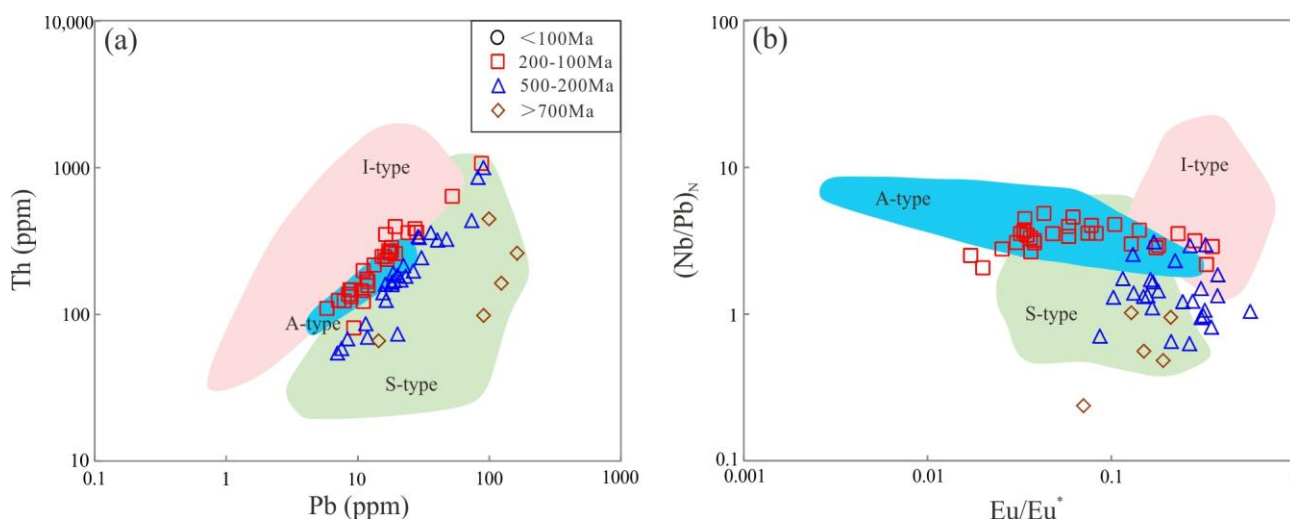 (a)
10,000
1000
100
10
Th (ppm)
0.1 1 10 100 1000
Pb (ppm)
I-type
A-type
S-type
＜100Ma
200-100Ma
500-200Ma
＞700Ma
(b)
100
10
1
0.1
(Nb/Pb)N
0.001 0.01 0.1
Eu/Eu*
A-type
I-type
S-type